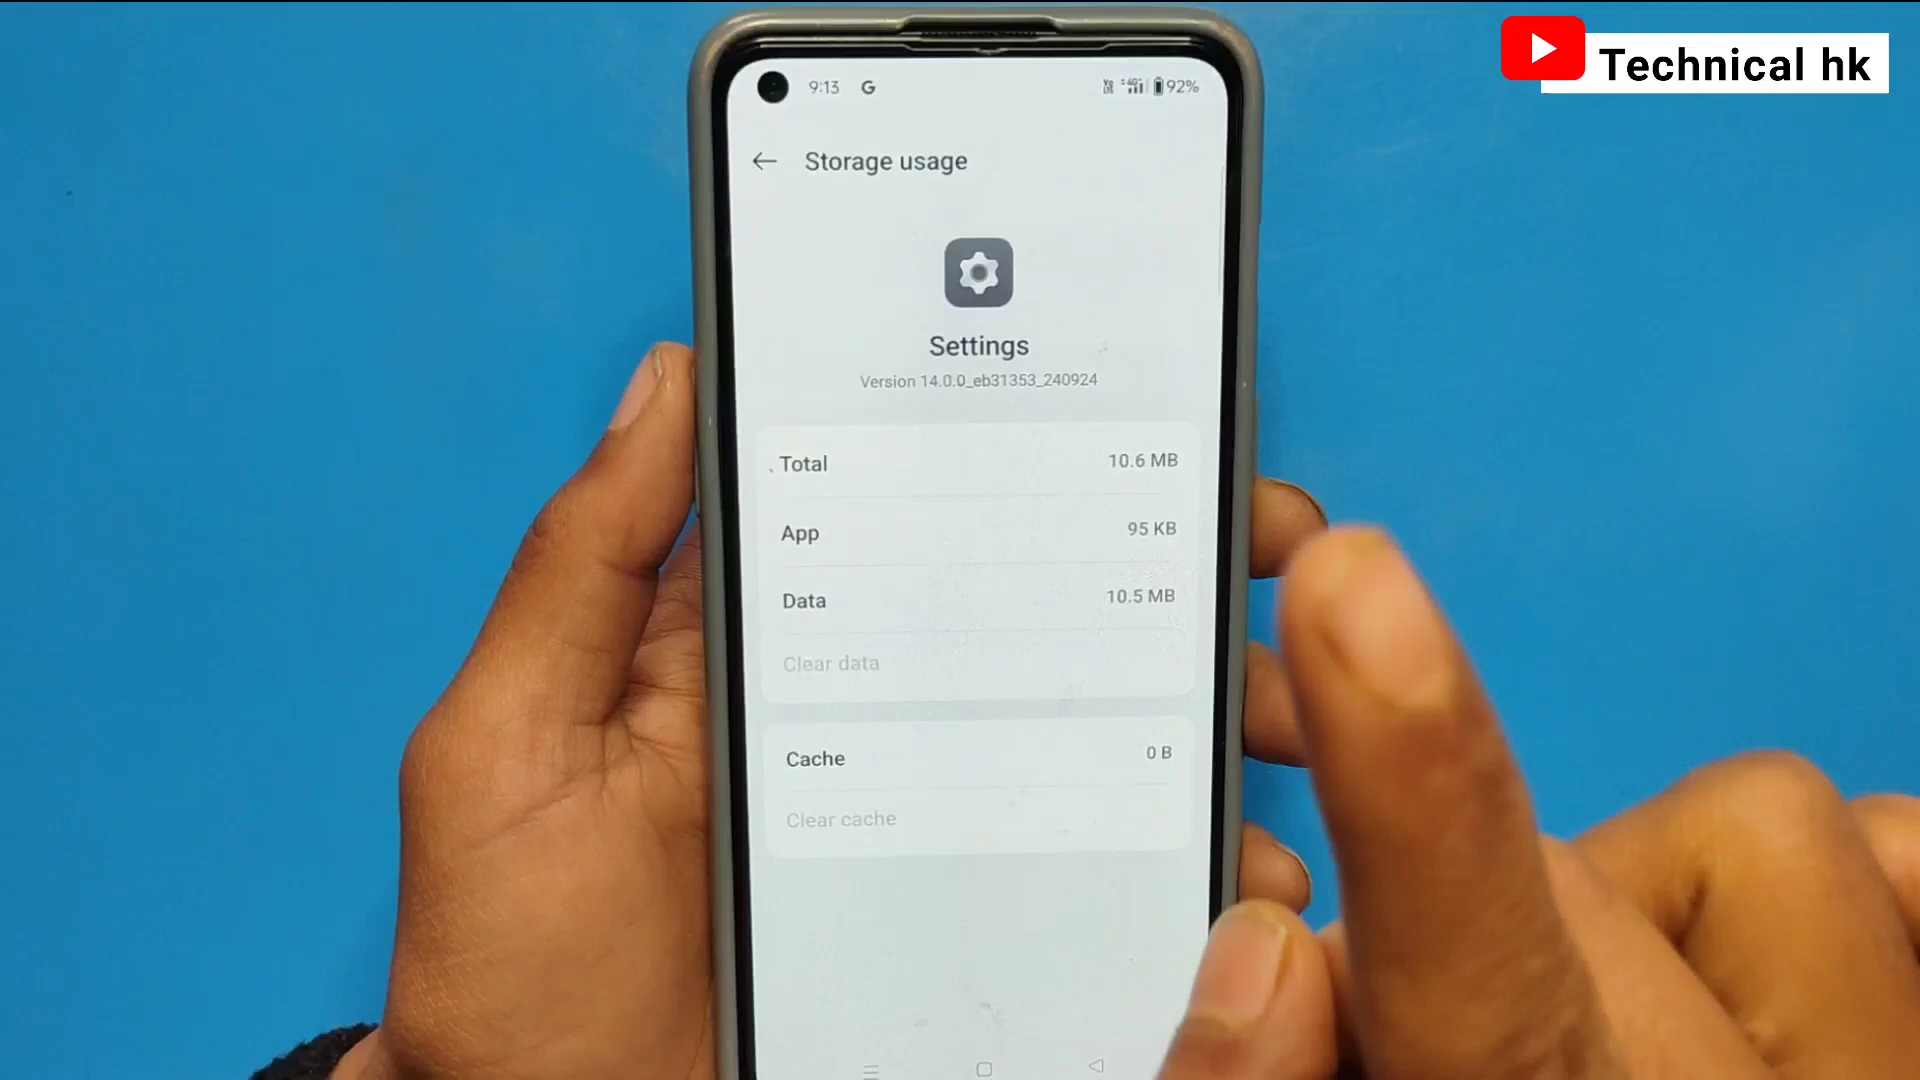 Technical hk
9:13 G 92%
Storage usage
Settings
Version 14.0.0_eb31353_240924
Total 10.6 MB
App 95 KB
Data 10.5 MB
Clear data
Cache 0 B
Clear cache